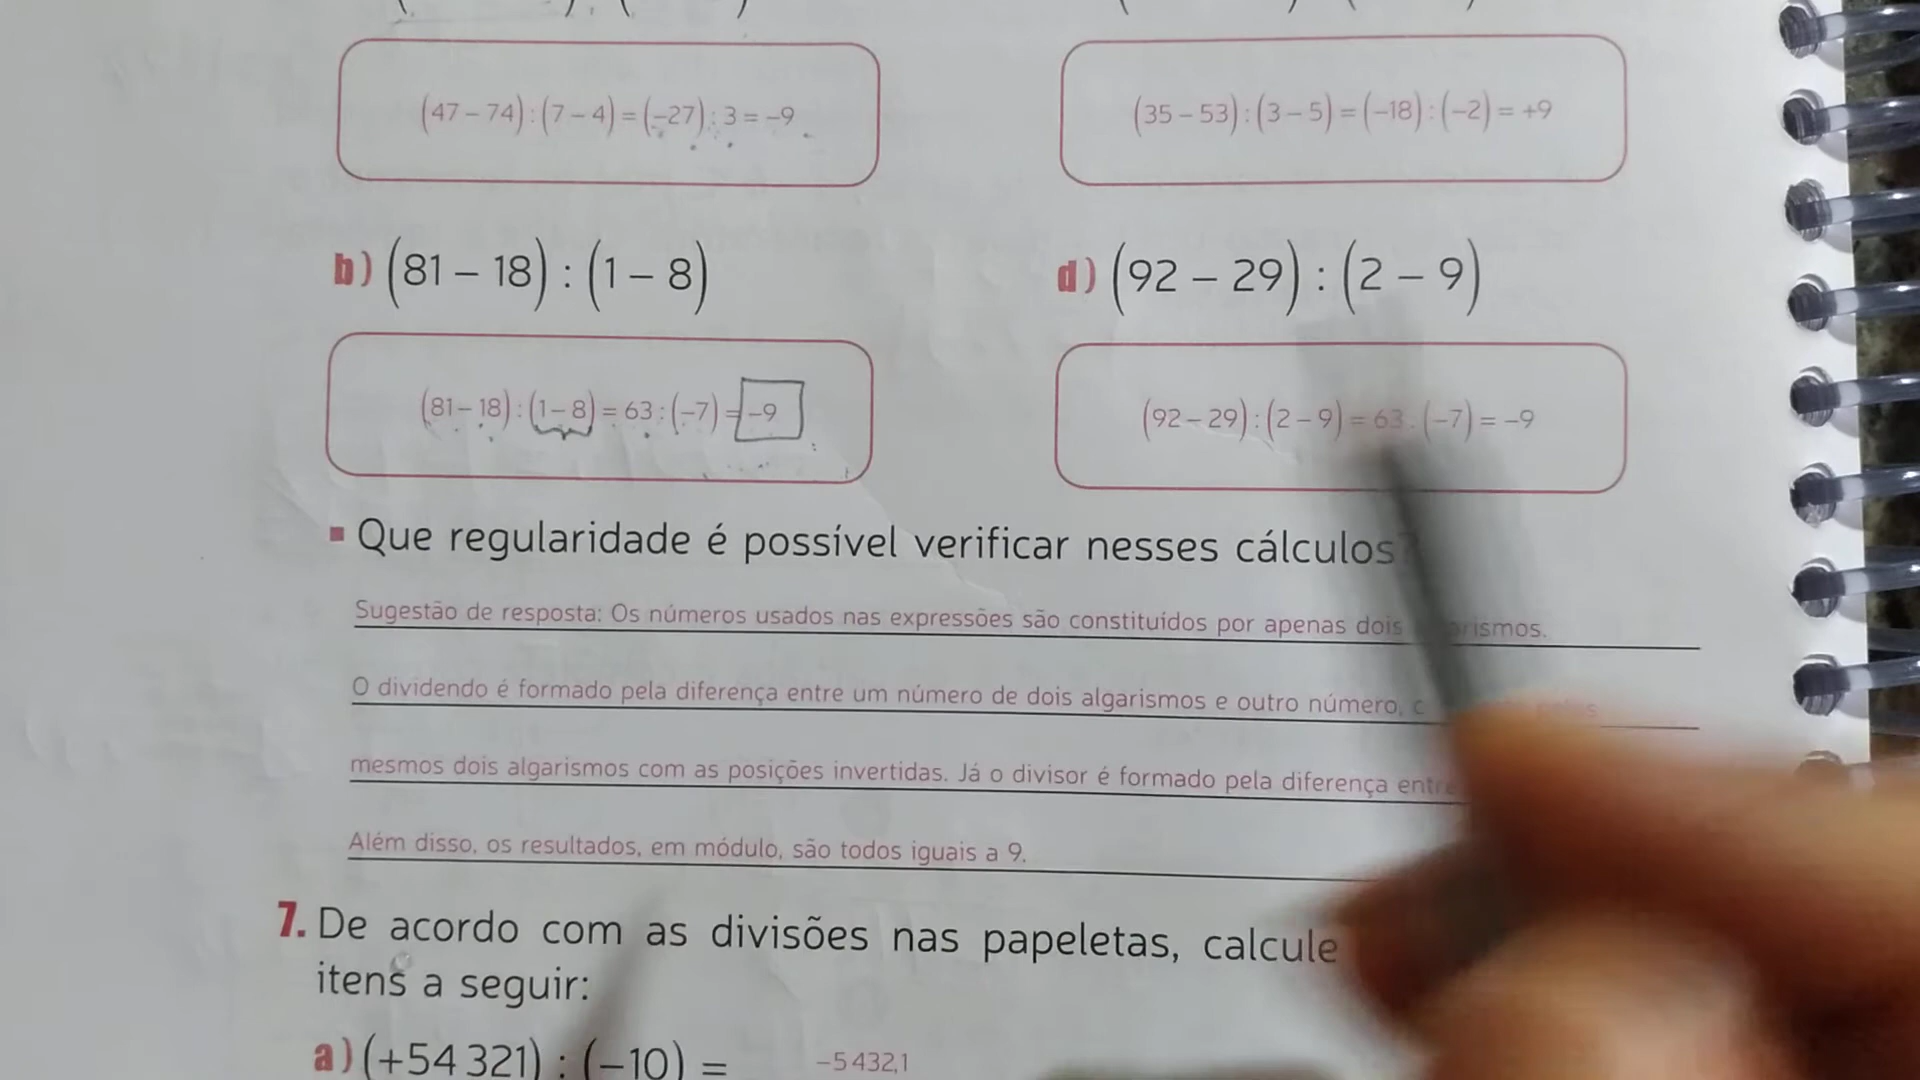 (47 – 74) : (7 – 4) = (–27) : 3 = –9
(35 – 53) : (3 – 5) = (–18) : (–2) = +9
b) (81 – 18) : (1 – 8)
d) (92 – 29) : (2 – 9)
(81 – 18) : (1 – 8) = 63 : (–7) = –9
(92 – 29) : (2 – 9) = 63 : (–7) = –9
Que regularidade é possível verificar nesses cálculos?
Sugestão de resposta: Os números usados nas expressões são constituídos por apenas dois
O dividendo é formado pela diferença entre um número de dois algarismos e outro número,
mesmos dois algarismos com as posições invertidas. Já o divisor é formado pela diferença entre
Além disso, os resultados, em módulo, são todos iguais a 9.
7. De acordo com as divisões nas papeletas, calcule
itens a seguir:
a) (+54 321) : (–10) = –5 432,1